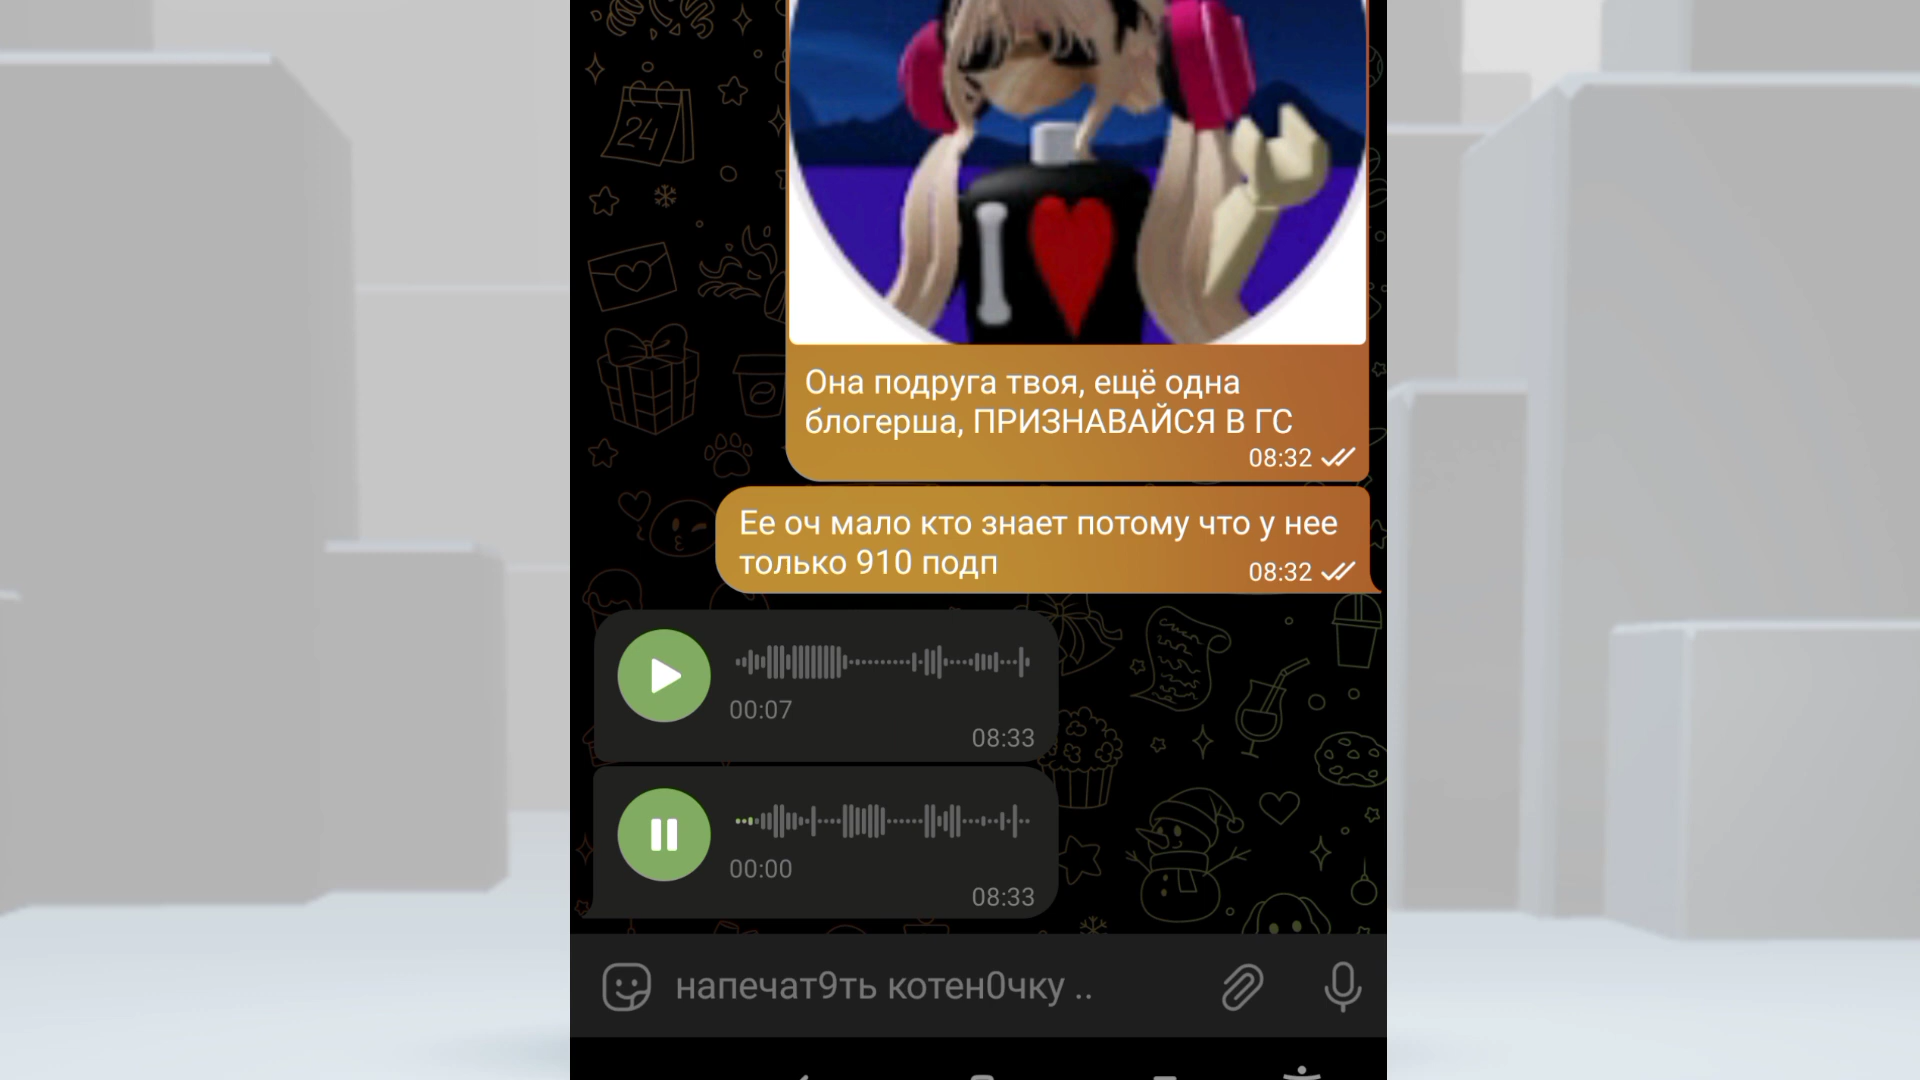 24
I
Она подруга твоя, ещё одна
блогерша, ПРИЗНАВАЙСЯ В ГС
08:32
Ее оч мало кто знает потому что у нее
только 910 подп
08:32
00:07
08:33
00:00
08:33
напечат9ть котен0чку ..